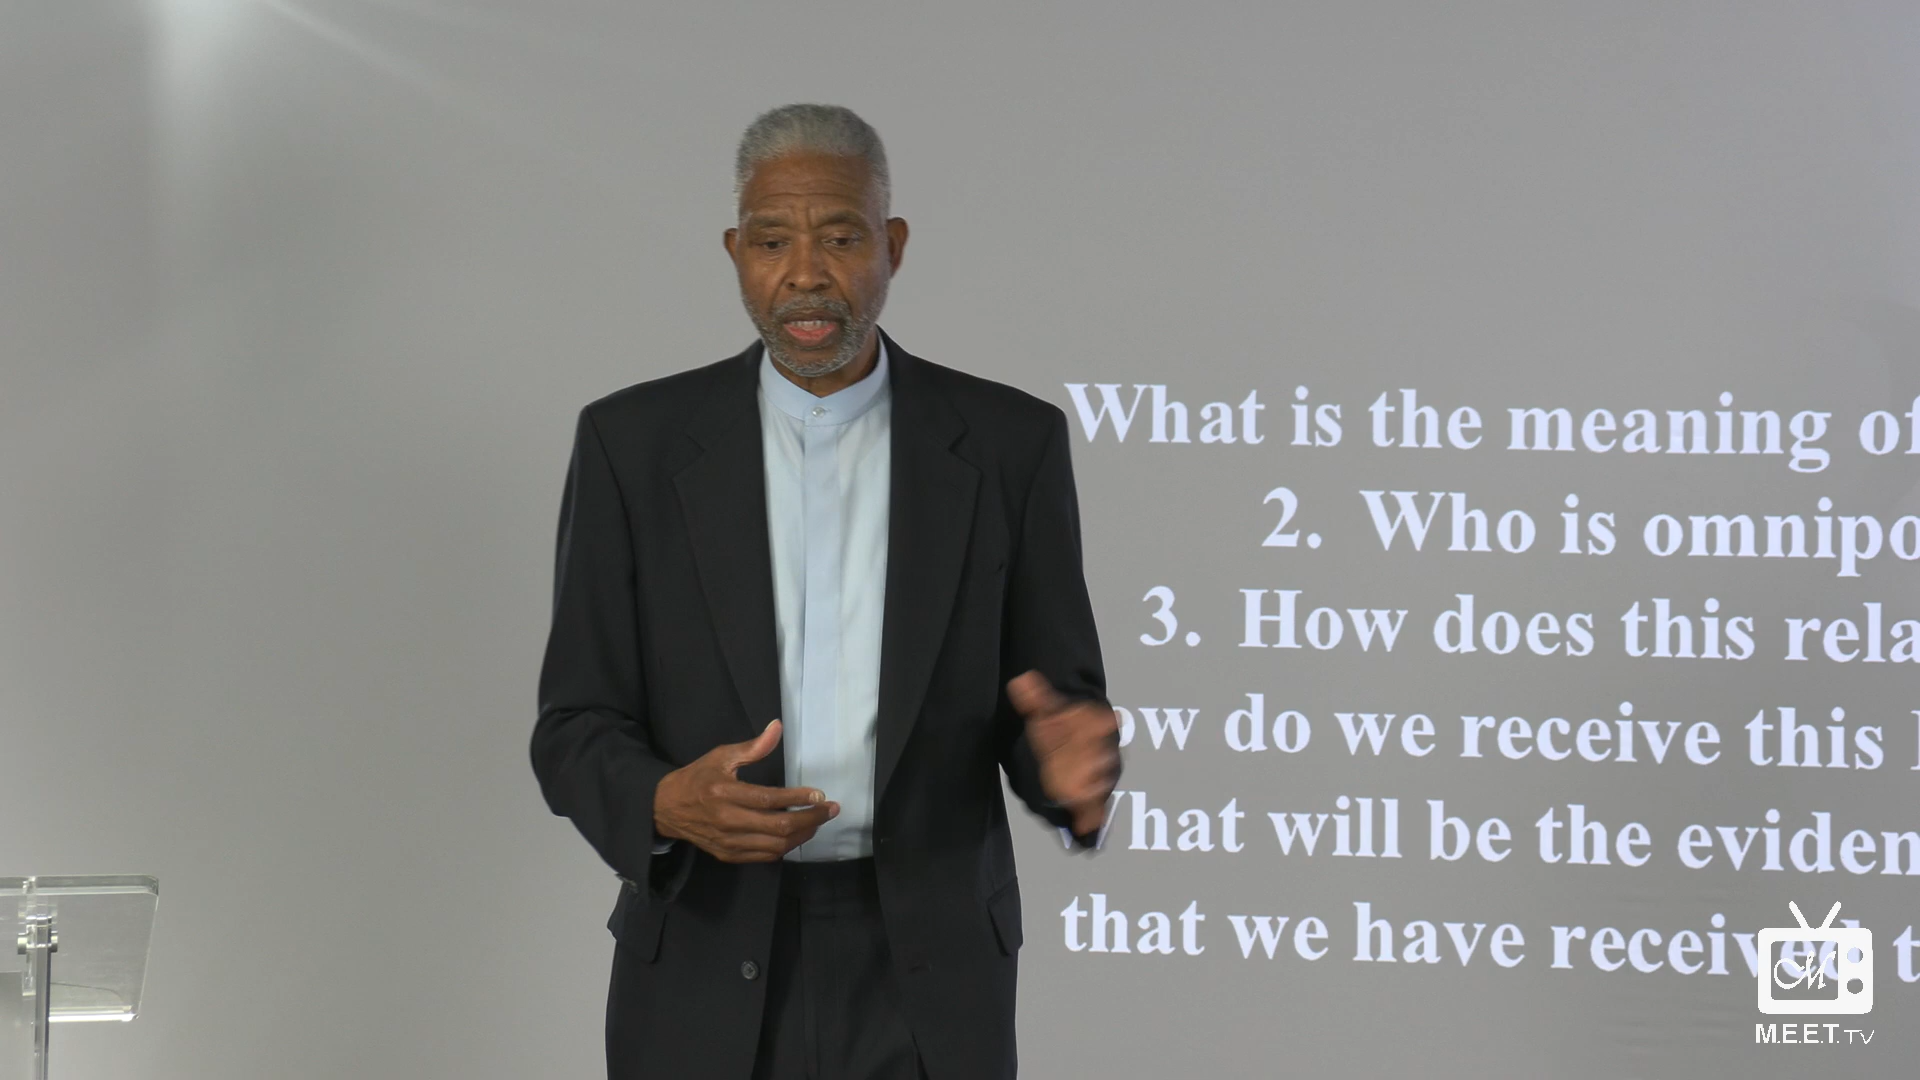 What is the meaning of
2. Who is omnipo
3. How does this rela
ow do we receive this
What will be the eviden
that we have received t
M
M.E.E.T. TV